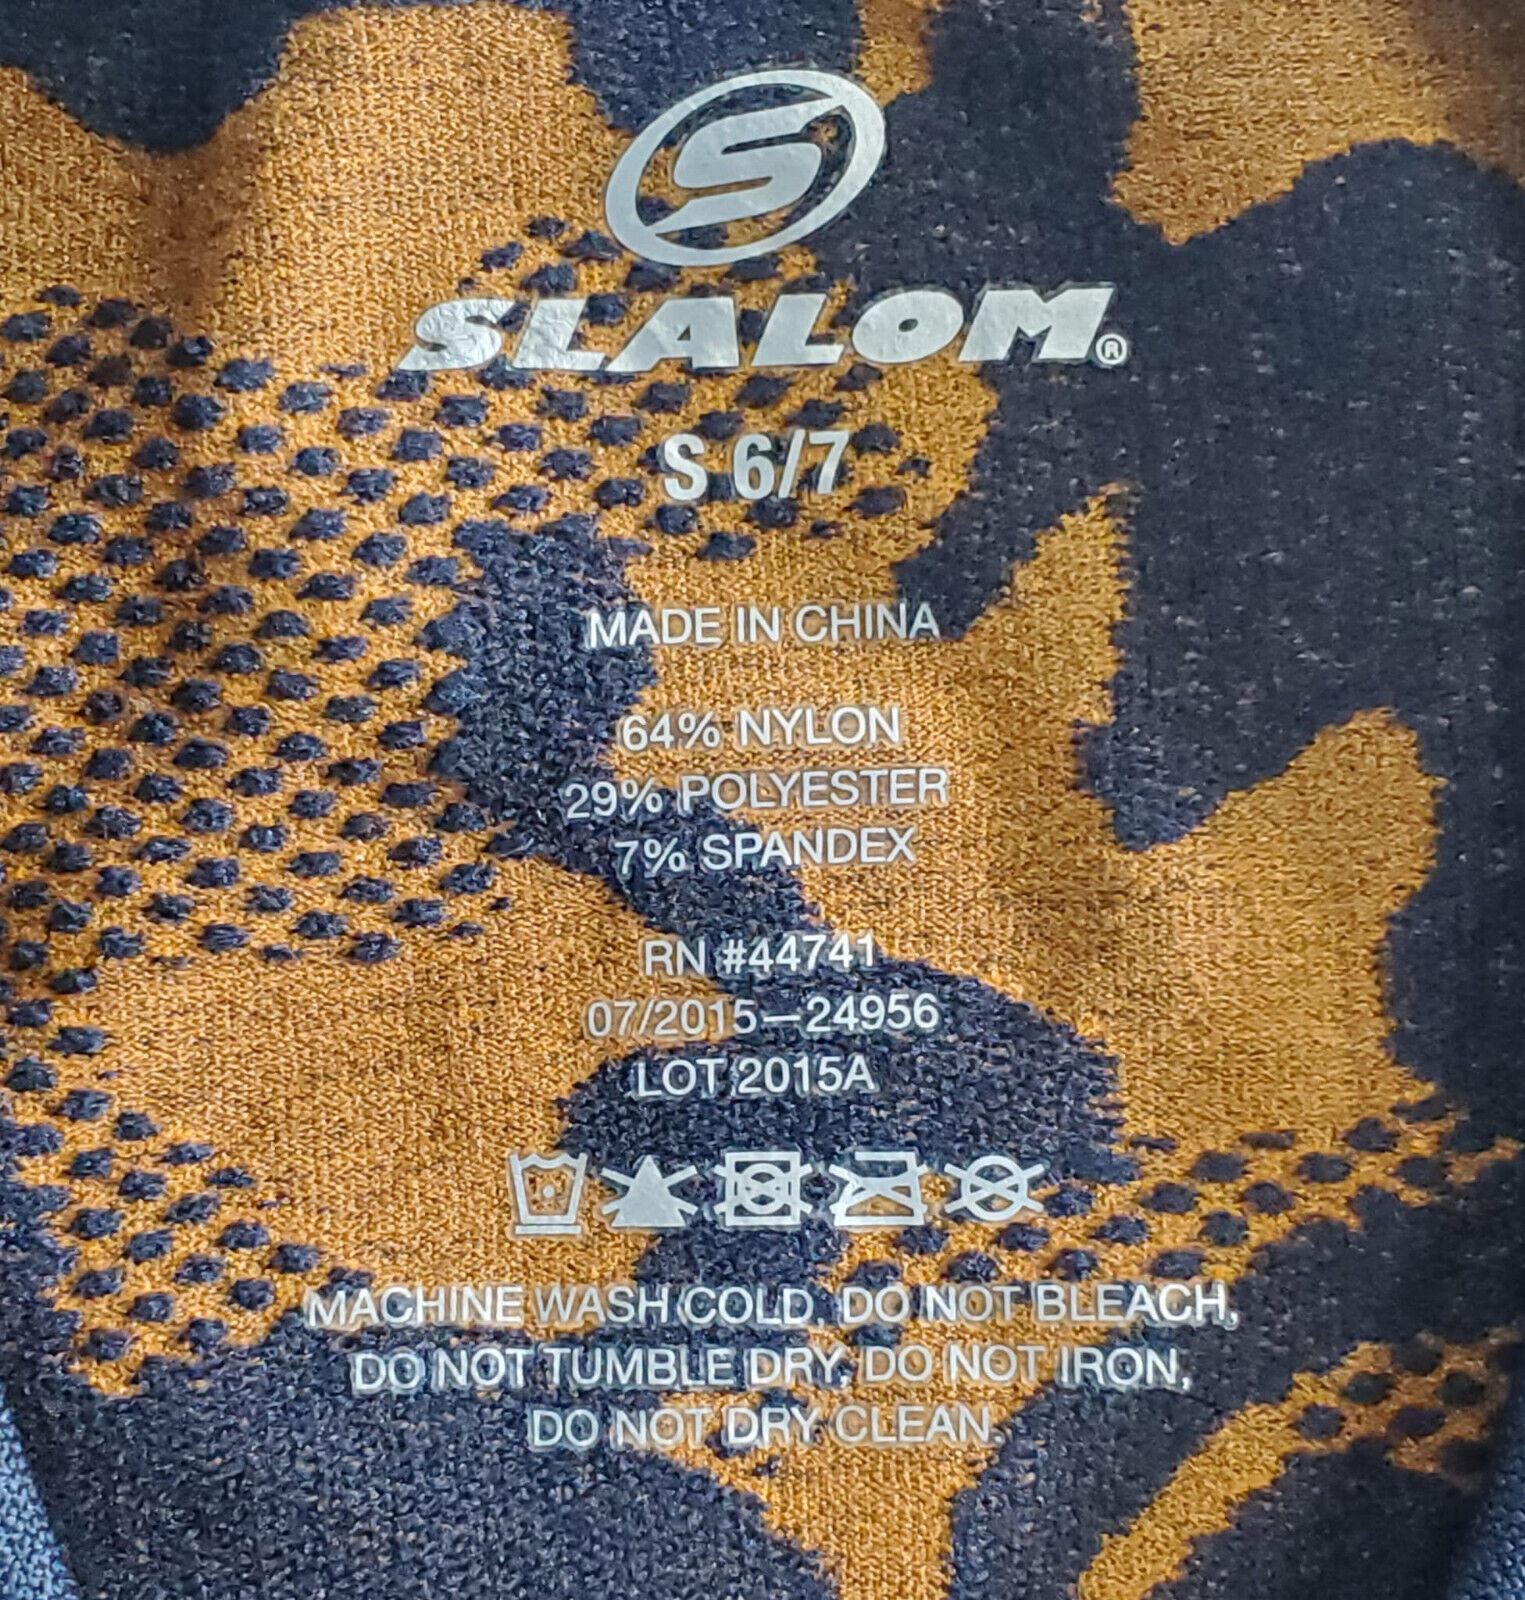 S
SLALOM®
S 6/7
MADE IN CHINA
64% NYLON
29% POLYESTER
7% SPANDEX
RN #44741
07/2015—24956
LOT 2015A
MACHINE WASH COLD, DO NOT BLEACH,
DO NOT TUMBLE DRY, DO NOT IRON,
DO NOT DRY CLEAN.